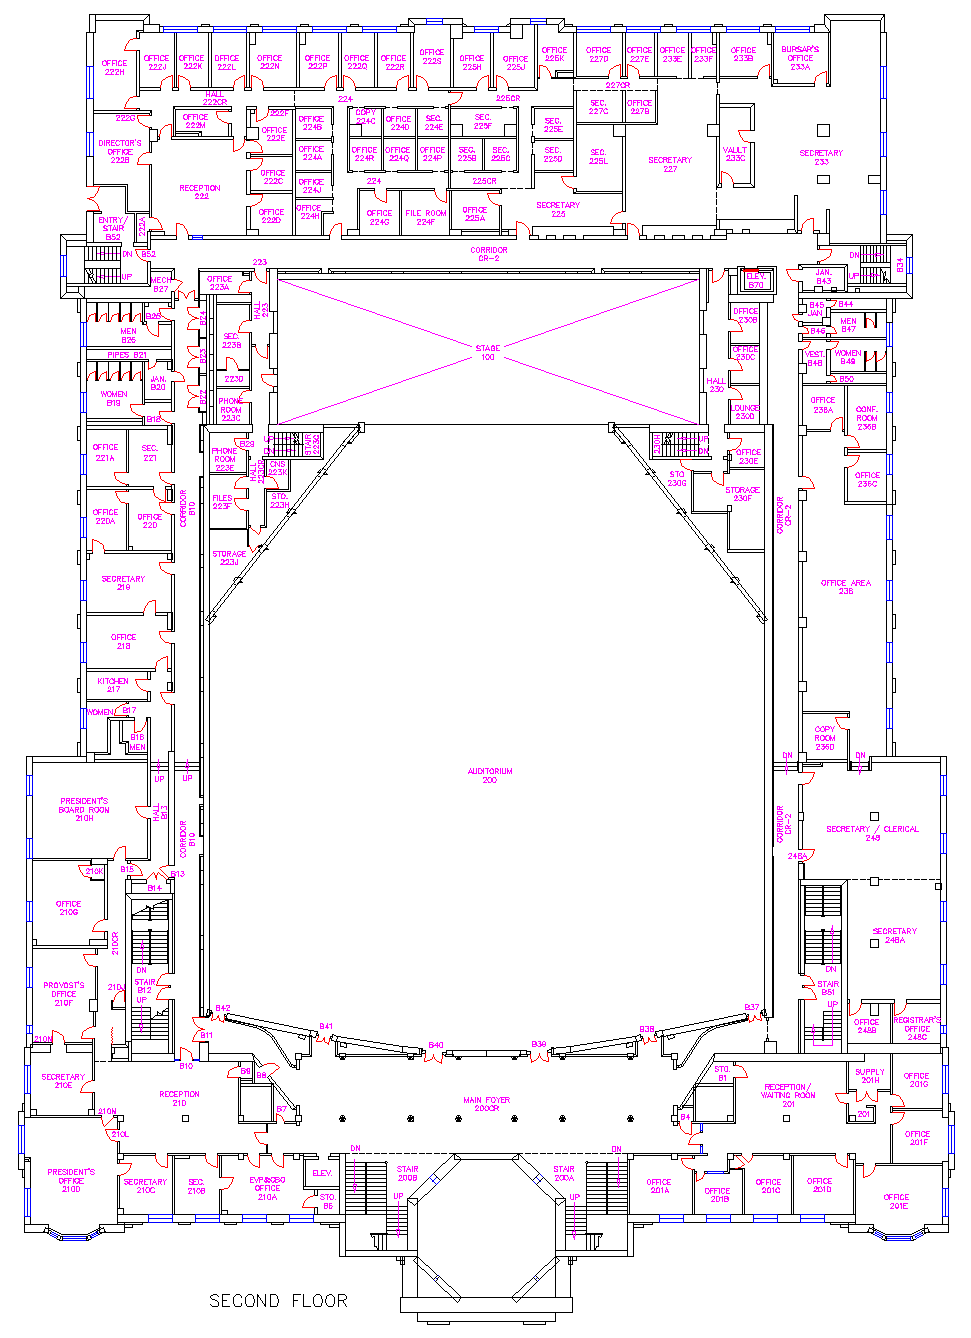 OFFICE
222H
OFFICE
222J
OFFICE
222K
OFFICE
222L
OFFICE
222N
OFFICE
222P
OFFICE
222Q
OFFICE
222R
OFFICE
222S
OFFICE
225H
OFFICE
225J
OFFICE
225K
OFFICE
227D
OFFICE
227E
OFFICE
233E
OFFICE
233F
OFFICE
233B
BURSAR'S
OFFICE
233A
HALL
222CR
224
225CR
227CR
222G
OFFICE
222M
222F
OFFICE
222E
OFFICE
224B
COPY
224C
OFFICE
224D
SEC.
224E
SEC.
225F
SEC.
225E
SEC.
227C
OFFICE
227B
DIRECTOR'S
OFFICE
222B
OFFICE
224A
OFFICE
224R
OFFICE
224Q
OFFICE
224P
SEC.
225B
SEC.
225C
SEC.
225D
SEC.
225L
SECRETARY
227
VAULT
233C
SECRETARY
233
RECEPTION
222
OFFICE
222C
OFFICE
224J
224
225CR
OFFICE
222D
OFFICE
224H
OFFICE
224G
FILE ROOM
224F
OFFICE
225A
SECRETARY
225
ENTRY/
STAIR
B52
222A
B52
DN
UP
CORRIDOR
CR-2
DN
UP
B34
MECH
B27
223
OFFICE
223A
HALL
223
ELEV.
B70
JAN.
B43
B26
MEN
B25
B24
B23
B22
SEC.
223B
223D
PHONE
ROOM
223C
STAGE
100
OFFICE
230B
OFFICE
230C
HALL
230
LOUNGE
230D
B45
JAN
B44
MEN
B47
B46
VEST.
B48
WOMEN
B49
B50
PIPES B21
JAN.
B20
WOMEN
B19
B18
OFFICE
236A
CONF.
ROOM
236B
OFFICE
221A
SEC.
221
B29
PHONE
ROOM
223E
HALL
223CR
UP
DN
STAIR
223G
CNS
223K
STO.
223H
230H
UP
DN
OFFICE
230E
STO
230G
STORAGE
230F
OFFICE
236C
OFFICE
220A
OFFICE
220
CORRIDOR
B10
FILES
223F
CORRIDOR
CR-2
STORAGE
223J
SECRETARY
219
OFFICE AREA
236
OFFICE
218
KITCHEN
217
WOMEN
B17
B16
MEN
COPY
ROOM
236D
UP
UP
DN
DN
AUDITORIUM
200
PRESIDENT'S
BOARD ROOM
210H
HALL
B13
CORRIDOR
B10
CORRIDOR
CR-2
SECRETARY / CLERICAL
246
246A
210K
B15
B13
B14
OFFICE
210G
210CR
SECRETARY
246A
DN
STAIR
B12
UP
210J
PROVOST'S
OFFICE
210F
DN
STAIR
B51
UP
OFFICE
246B
REGISTRAR'S
OFFICE
246C
B42
B41
B40
B39
B38
B37
B11
210M
SECRETARY
210E
B10
RECEPTION
210
B9
B8
B7
MAIN FOYER
200CR
STO.
B1
B4
RECEPTION/
WAITING ROOM
201
SUPPLY
201H
201
OFFICE
201G
210N
210L
OFFICE
201F
PRESIDENT'S
OFFICE
210D
SECRETARY
210C
SEC.
210B
EVP&COO
OFFICE
210A
ELEV.
STO.
B6
DN
STAIR
200B
UP
STAIR
200A
DN
UP
OFFICE
201A
OFFICE
201B
OFFICE
201C
OFFICE
201D
OFFICE
201E
SECOND FLOOR